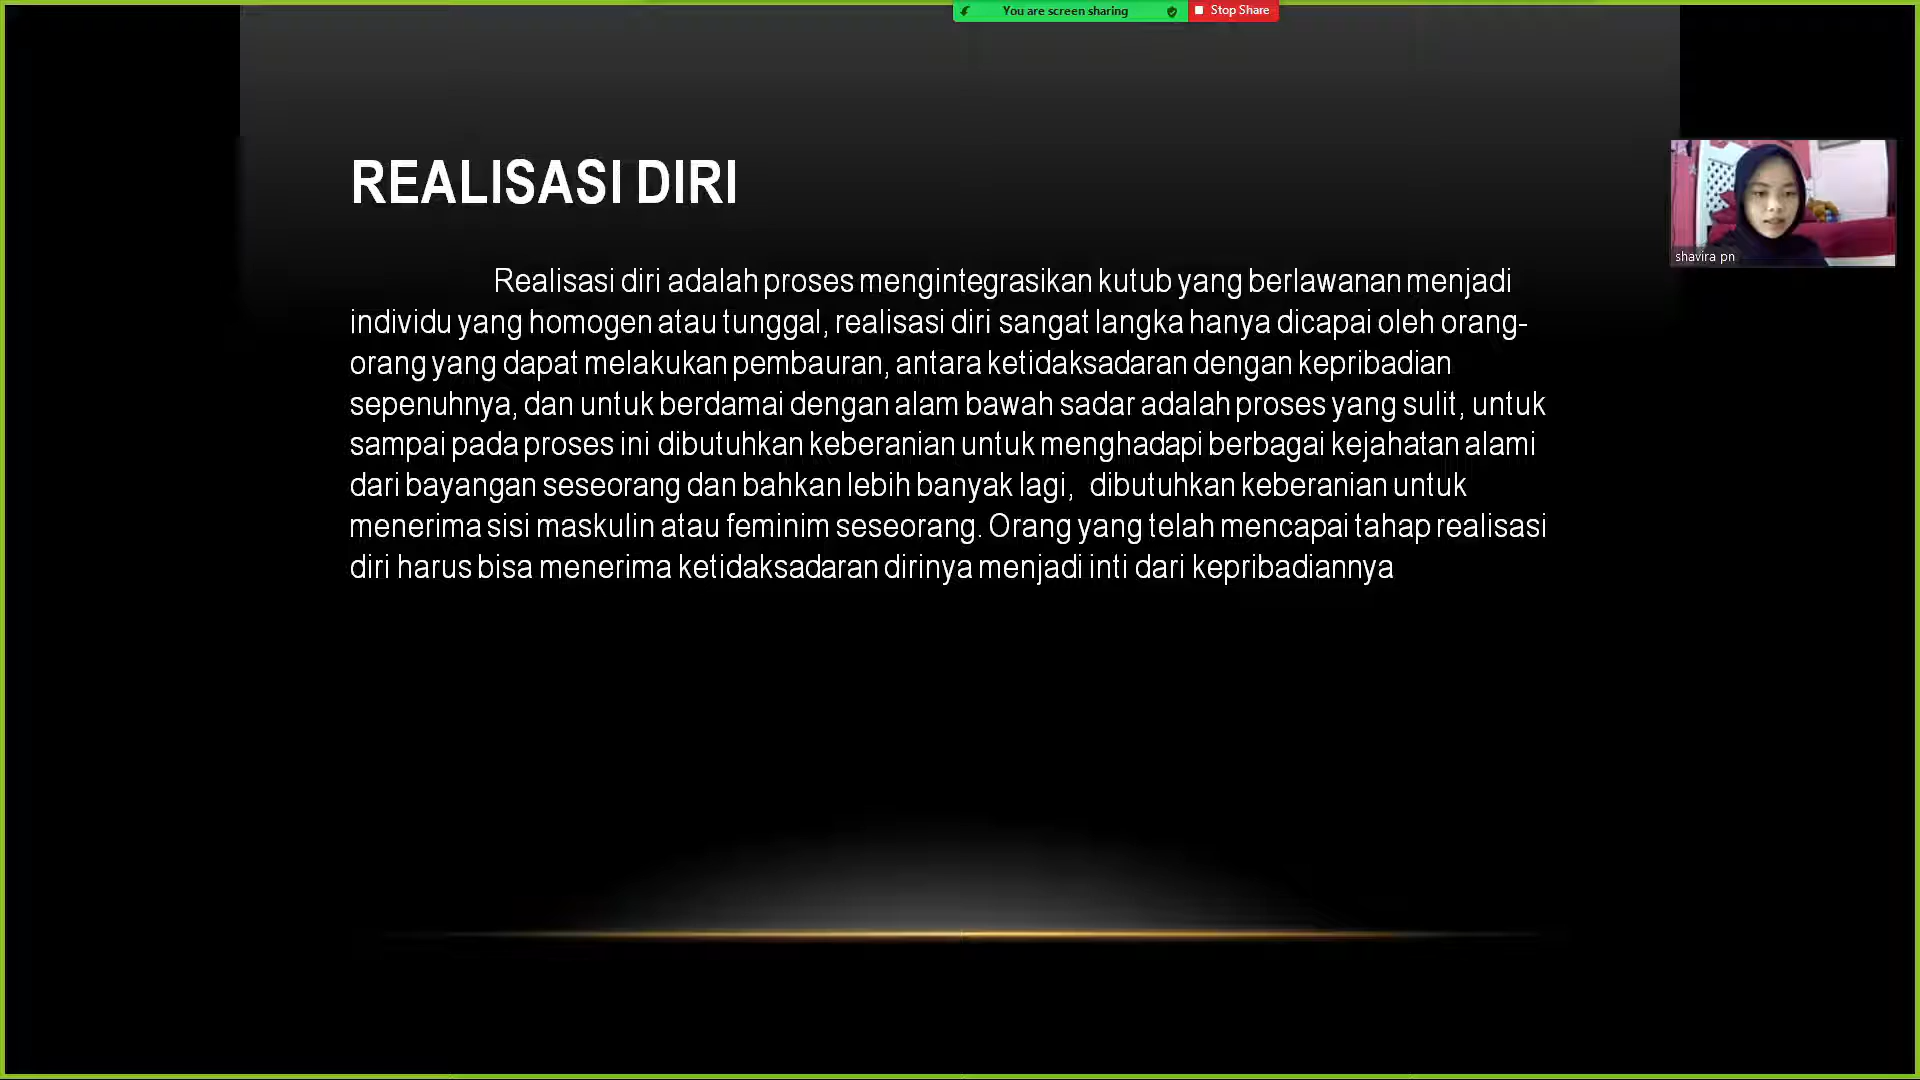 You are screen sharing
Stop Share
REALISASI DIRI
Realisasi diri adalah proses mengintegrasikan kutub yang berlawanan menjadi
individu yang homogen atau tunggal, realisasi diri sangat langka hanya dicapai oleh orang-
orang yang dapat melakukan pembauran, antara ketidaksadaran dengan kepribadian
sepenuhnya, dan untuk berdamai dengan alam bawah sadar adalah proses yang sulit, untuk
sampai pada proses ini dibutuhkan keberanian untuk menghadapi berbagai kejahatan alami
dari bayangan seseorang dan bahkan lebih banyak lagi,  dibutuhkan keberanian untuk
menerima sisi maskulin atau feminim seseorang. Orang yang telah mencapai tahap realisasi
diri harus bisa menerima ketidaksadaran dirinya menjadi inti dari kepribadiannya
shavira pn